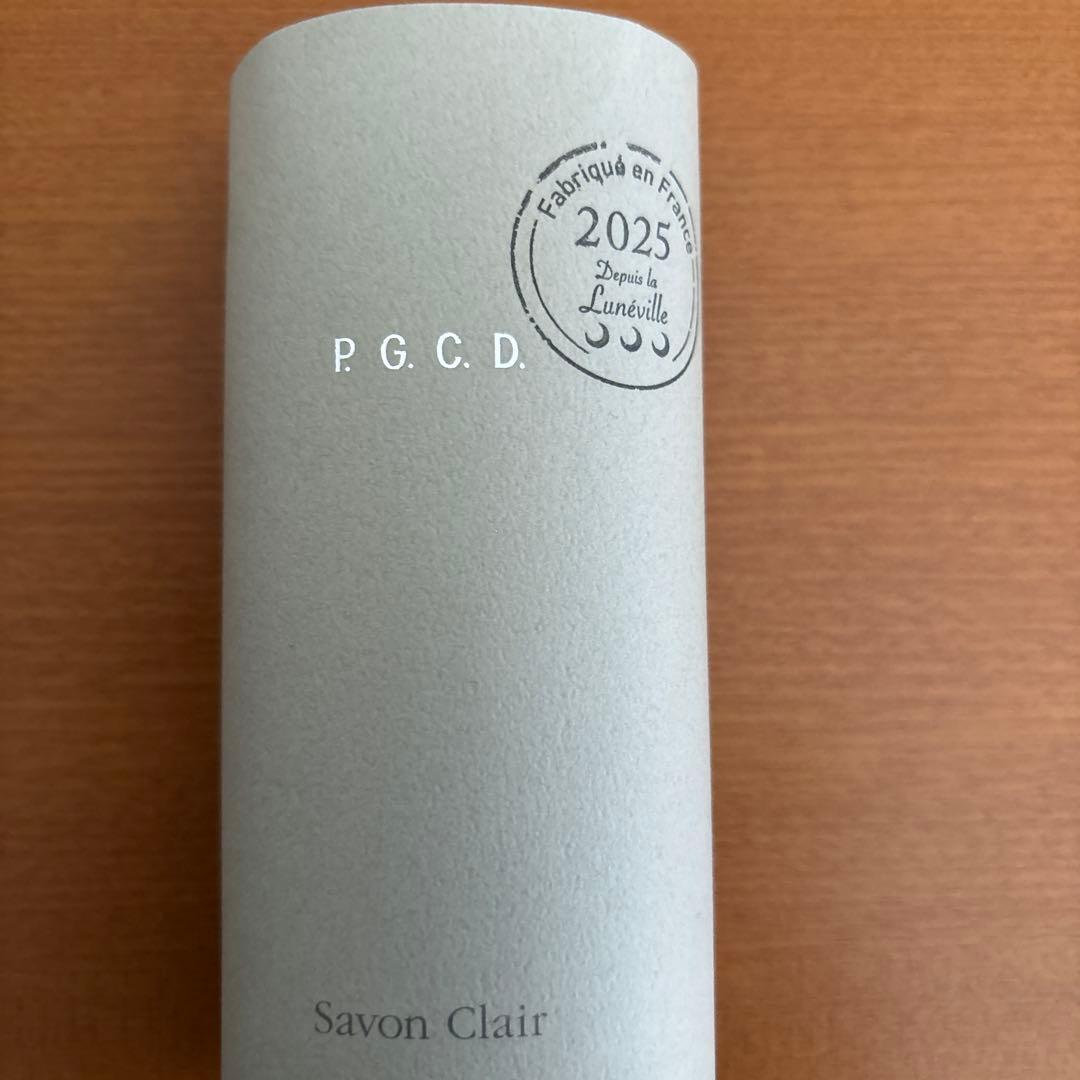 Fabriqué en France
2025
Depuis la
Lunéville
P. G. C. D.
Savon Clair